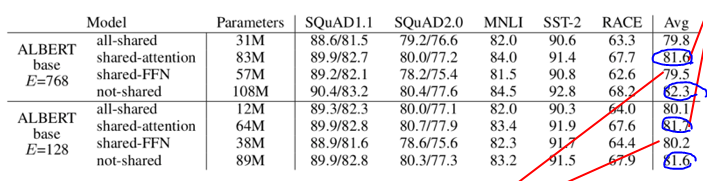 Model Parameters SQuAD1.1 SQuAD2.0 MNLI SST-2 RACE Avg
ALBERT base E=768
all-shared 31M 88.6/81.5 79.2/76.6 82.0 90.6 63.3 79.8
shared-attention 83M 89.9/82.7 80.0/77.2 84.0 91.4 67.7 81.6
shared-FFN 57M 89.2/82.1 78.2/75.4 81.5 90.8 62.6 79.5
not-shared 108M 90.4/83.2 80.4/77.6 84.5 92.8 68.2 82.3
ALBERT base E=128
all-shared 12M 89.3/82.3 80.0/77.1 82.0 90.3 64.0 80.1
shared-attention 64M 89.9/82.8 80.7/77.9 83.4 91.9 67.6 81.7
shared-FFN 38M 88.9/81.6 78.6/75.6 82.3 91.7 64.4 80.2
not-shared 89M 89.9/82.8 80.3/77.3 83.2 91.5 67.9 81.6